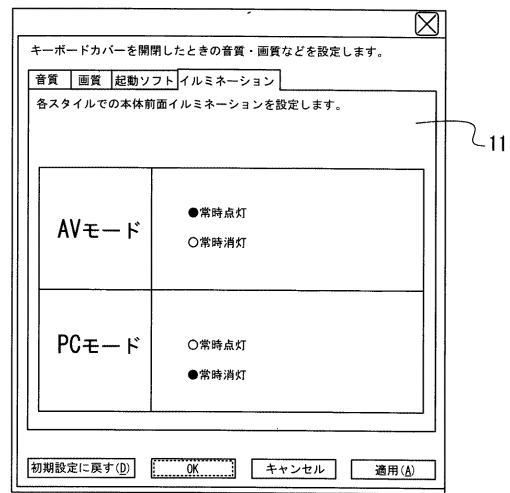 キーボードカバーを開閉したときの音質・画質などを設定します。
音質 画質 起動ソフト イルミネーション
各スタイルでの本体前面イルミネーションを設定します。
11
AVモード
●常時点灯
○常時消灯
PCモード
○常時点灯
●常時消灯
初期設定に戻す(D) OK キャンセル 適用(A)